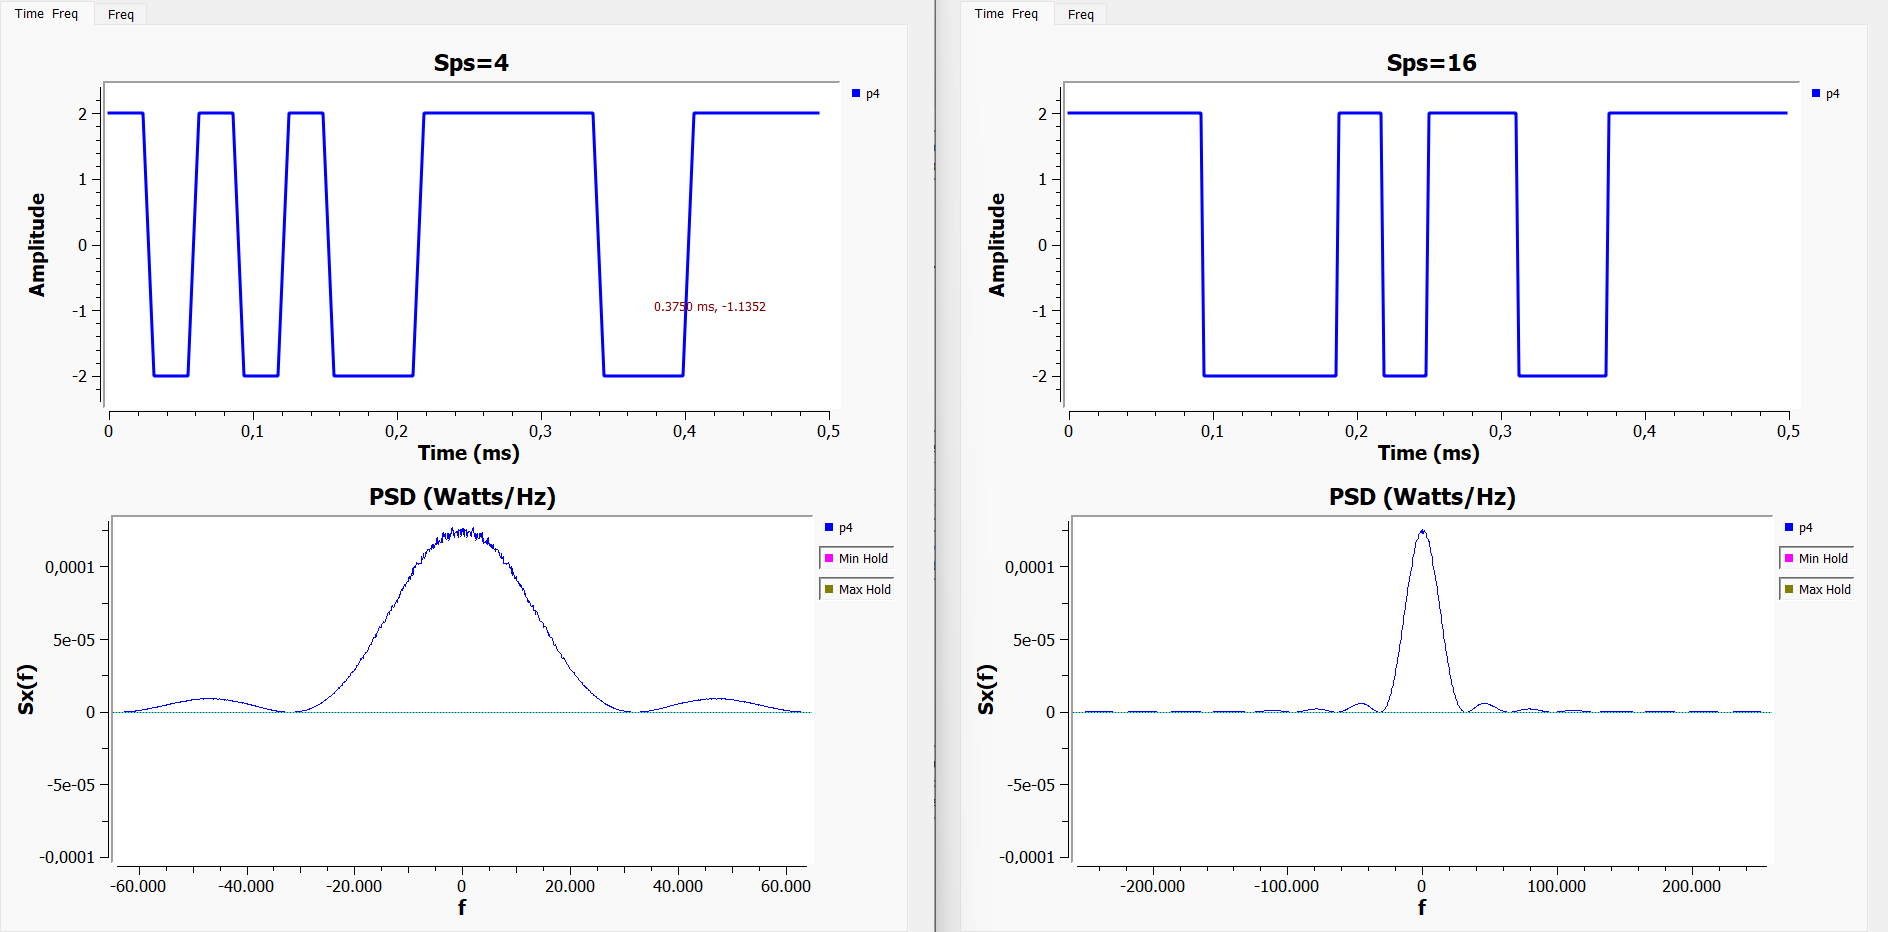 Time Freq
Freq
Sps=4
p4
Amplitude
2
1
0
-1
-2
0.3750 ms, -1.1352
0
0,1
0,2
0,3
0,4
0,5
Time (ms)
PSD (Watts/Hz)
p4
Min Hold
Max Hold
Sx(f)
0,0001
5e-05
0
-5e-05
-0,0001
-60.000
-40.000
-20.000
0
20.000
40.000
60.000
f
Time Freq
Freq
Sps=16
p4
Amplitude
2
1
0
-1
-2
0
0,1
0,2
0,3
0,4
0,5
Time (ms)
PSD (Watts/Hz)
p4
Min Hold
Max Hold
Sx(f)
0,0001
5e-05
0
-5e-05
-0,0001
-200.000
-100.000
0
100.000
200.000
f